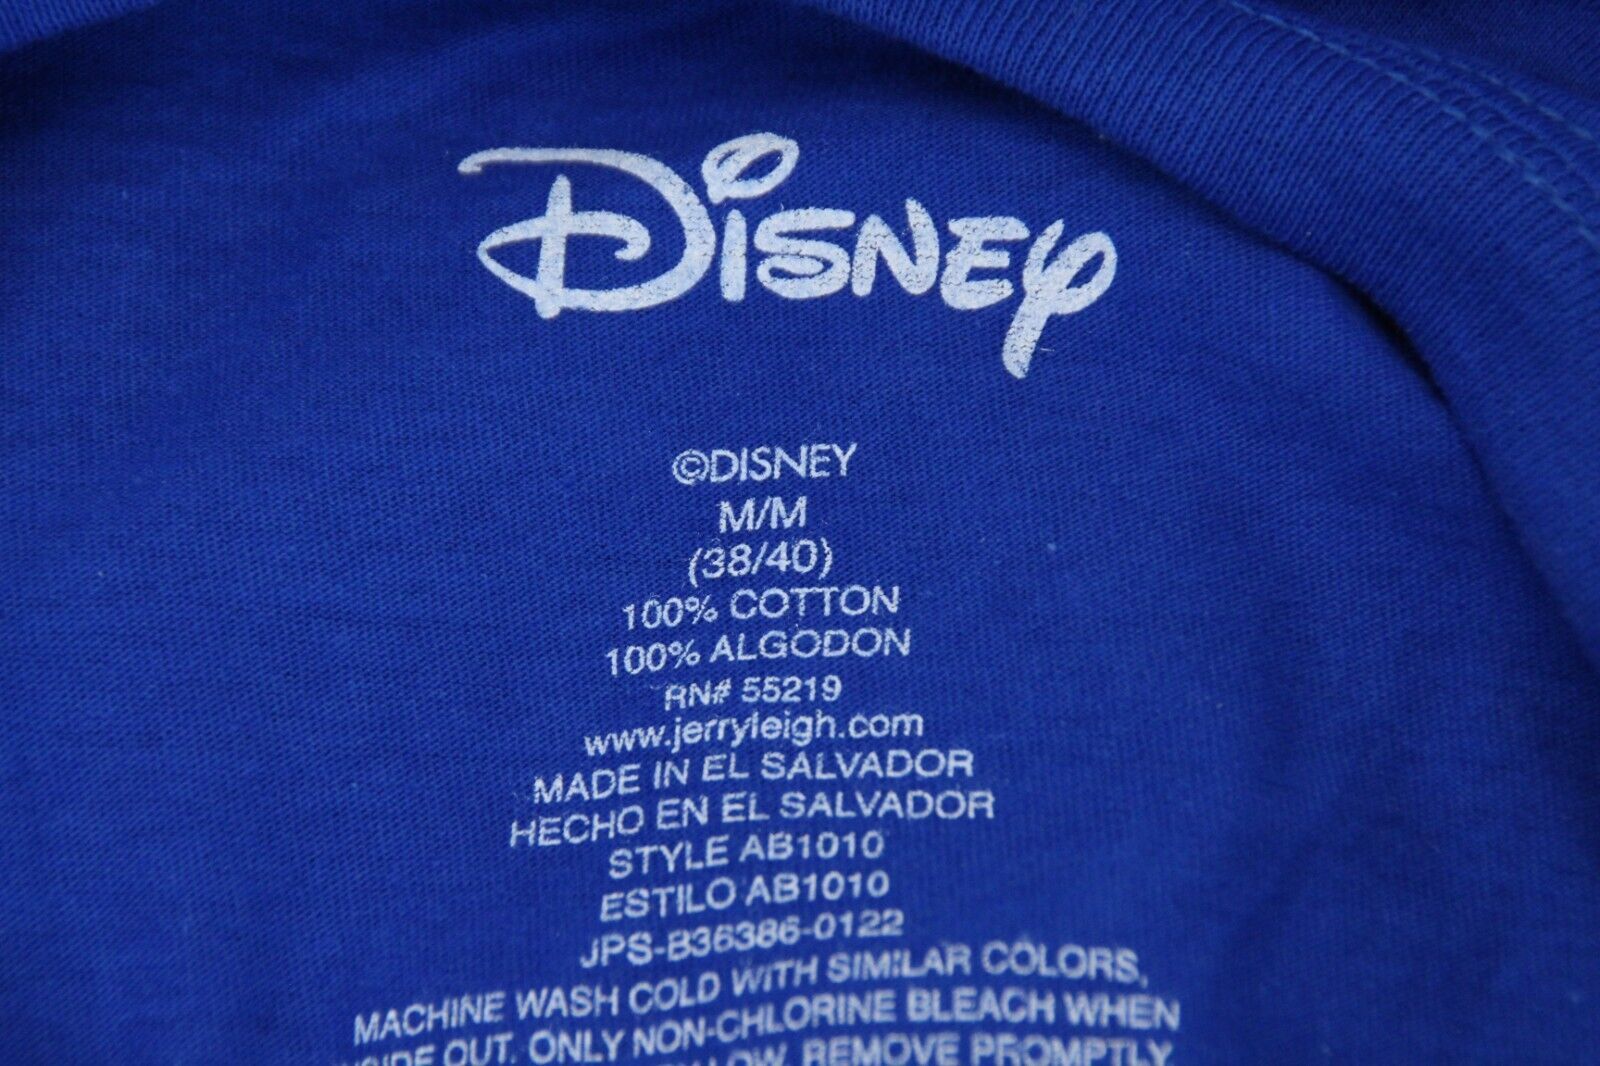 Disney
©DISNEY
M/M
(38/40)
100% COTTON
100% ALGODON
RN# 55219
www.jerryleigh.com
MADE IN EL SALVADOR
HECHO EN EL SALVADOR
STYLE AB1010
ESTILO AB1010
JPS-B36386-0122
MACHINE WASH COLD WITH SIMILAR COLORS,
OUT. ONLY NON-CHLORINE BLEACH WHEN
LOW. REMOVE PROMPTLY